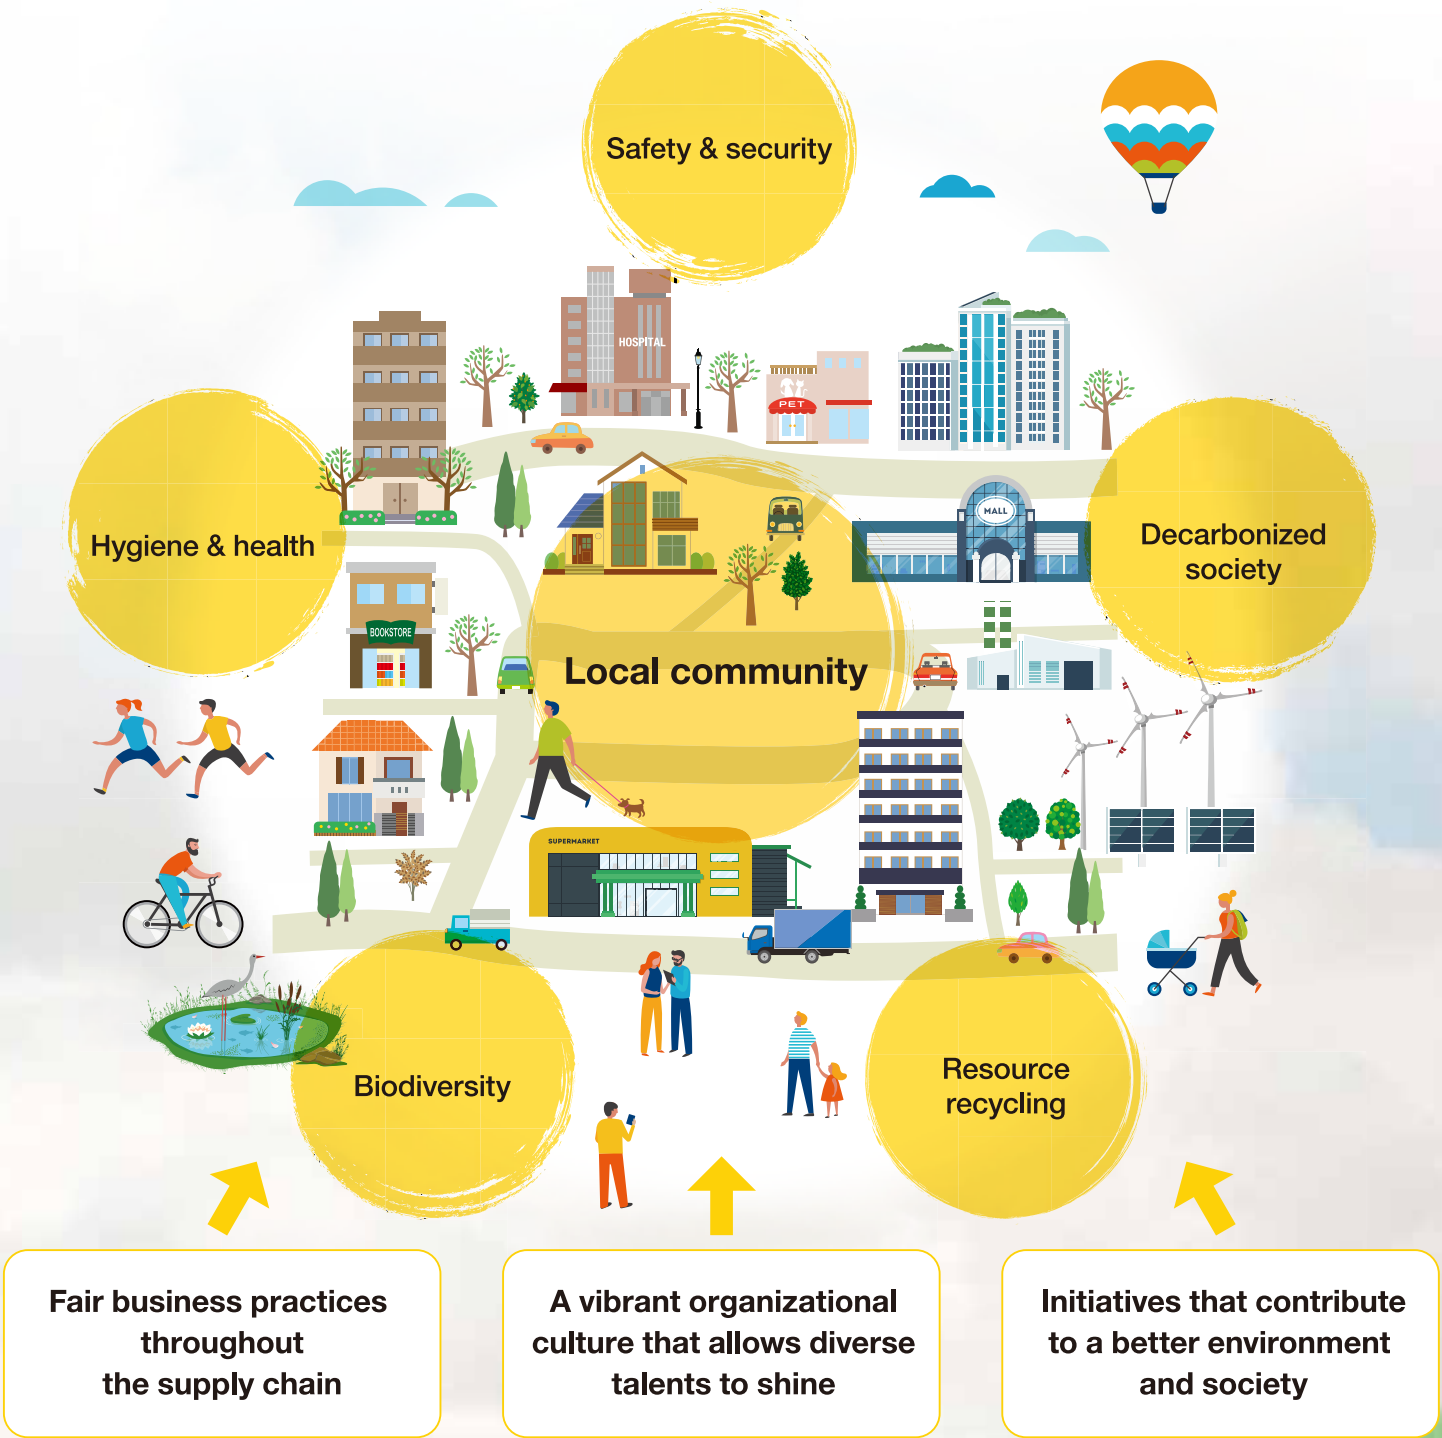 Safety & security
HOSPITAL
PET
Hygiene & health
MALL
Decarbonized
society
BOOKSTORE
Local community
SUPERMARKET
Biodiversity
Resource
recycling
Fair business practices
throughout
the supply chain
A vibrant organizational
culture that allows diverse
talents to shine
Initiatives that contribute
to a better environment
and society